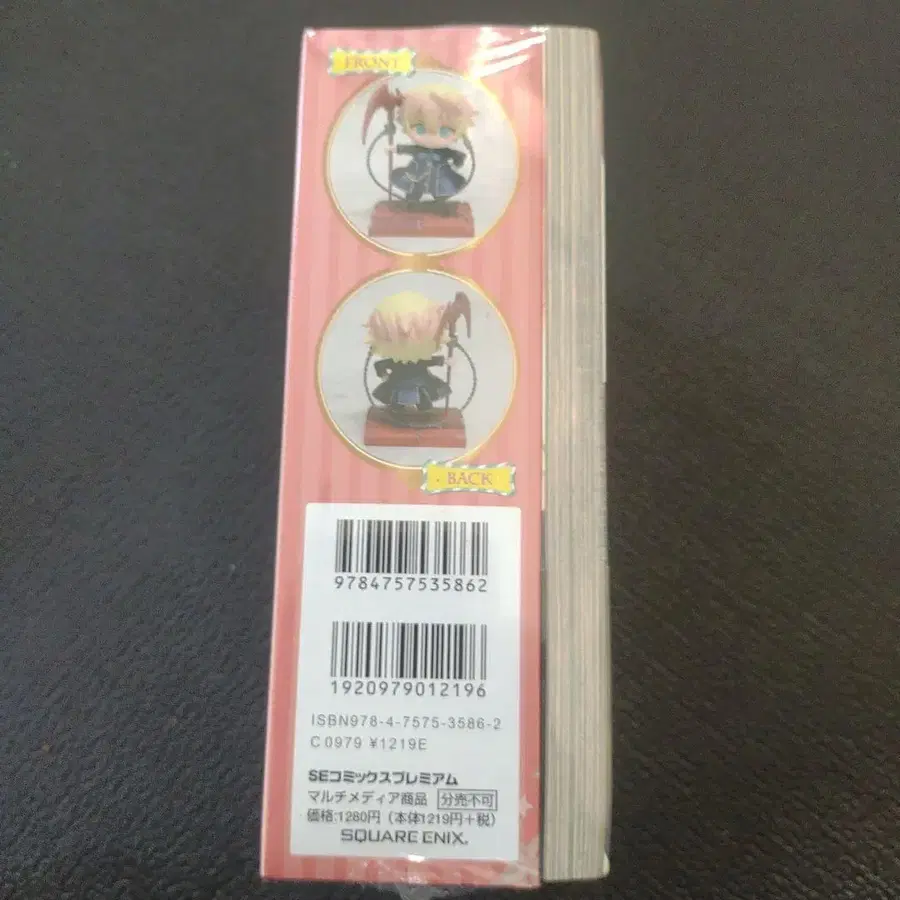 FRONT
BACK
9784757535862
1920979012196
ISBN978-4-7575-3586-2
C0979 ¥1219E
SEコミックスプレミアム
マルチメディア商品 分売不可
価格:1280円（本体1219円+税）
SQUARE ENIX.